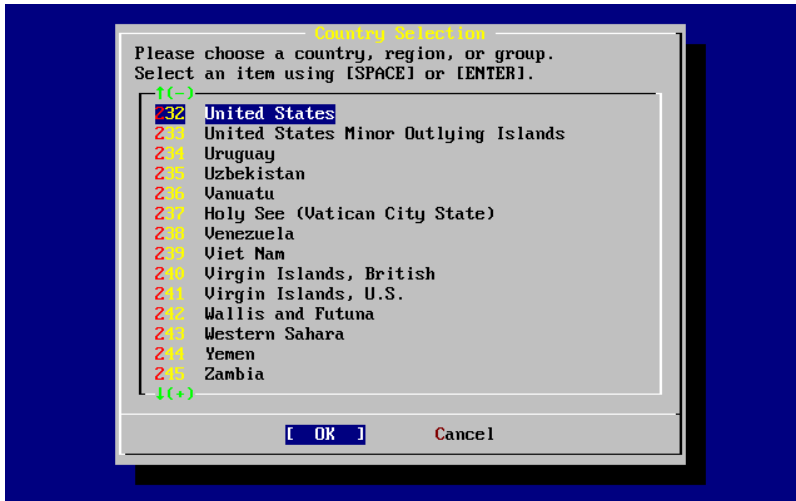 Country Selection
Please choose a country, region, or group.
Select an item using [SPACE] or [ENTER].
↑(-)
232 United States
233 United States Minor Outlying Islands
234 Uruguay
235 Uzbekistan
236 Vanuatu
237 Holy See (Vatican City State)
238 Venezuela
239 Viet Nam
240 Virgin Islands, British
241 Virgin Islands, U.S.
242 Wallis and Futuna
243 Western Sahara
244 Yemen
245 Zambia
↓(+)
[ OK ] Cancel